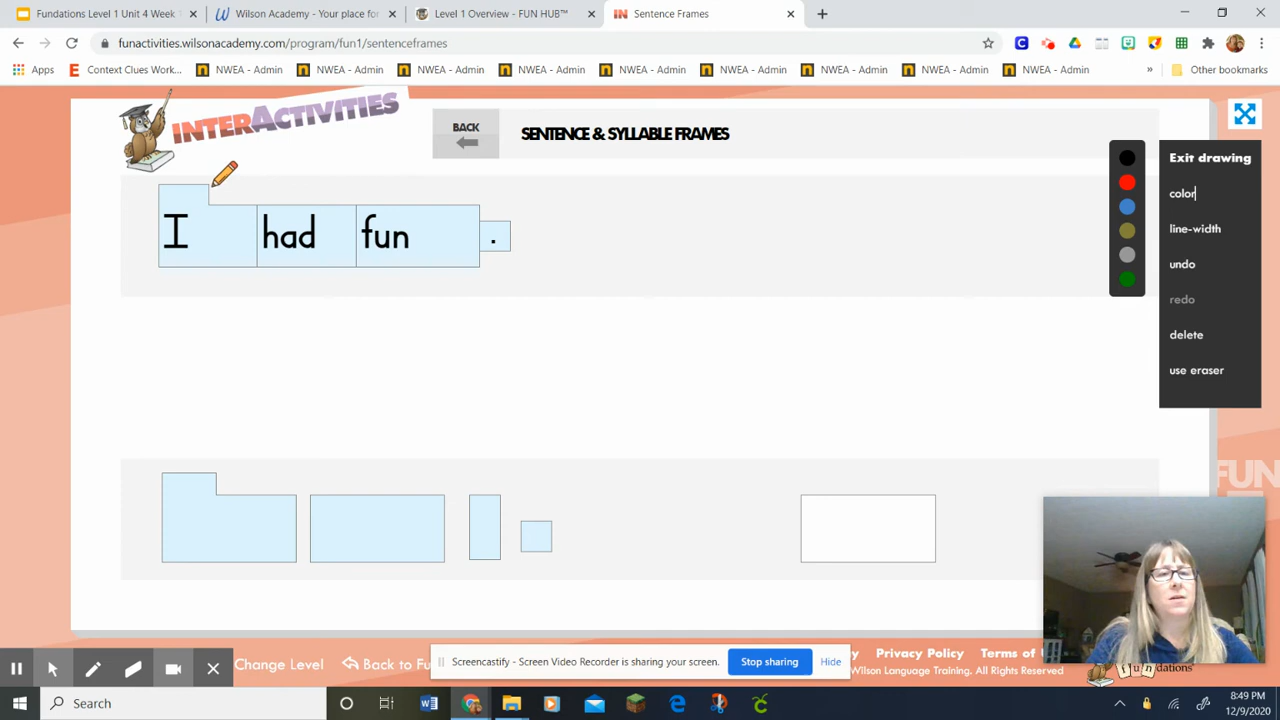 Fundations Level 1 Unit 4 Week
Wilson Academy - Your place for
Level 1 Overview - FUN HUB™
Sentence Frames
funactivities.wilsonacademy.com/program/fun1/sentenceframes
Apps
Context Clues Work...
NWEA - Admin
NWEA - Admin
NWEA - Admin
NWEA - Admin
NWEA - Admin
NWEA - Admin
NWEA - Admin
NWEA - Admin
NWEA - Admin
»
Other bookmarks
INTERACTIVITIES
BACK
SENTENCE & SYLLABLE FRAMES
I had fun .
Exit drawing
color
line-width
undo
redo
delete
use eraser
FUN
Change Level
Back to Fu
Screencastify - Screen Video Recorder is sharing your screen.
Stop sharing
Hide
y
Privacy Policy
Terms of
Wilson Language Training. All Rights
fundations
Search
8:49 PM
12/9/2020